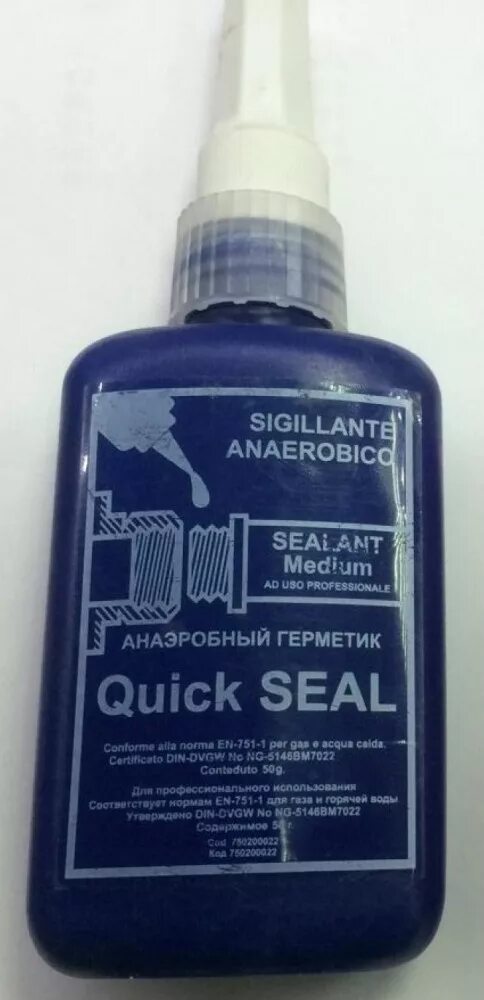 SIGILLANTE
ANAEROBICO
SEALANT
Medium
AD USO PROFESSIONALE
АНАЭРОБНЫЙ ГЕРМЕТИК
Quick SEAL
Conforme alla norma EN-751-1 per gas e acqua calda.
Certificato DIN-DVGW No NG-5146BM7022
Conteduto 50g.
Для профессионального использования
Соответствует нормам EN-751-1 для газа и горячей воды
Утверждено DIN-DVGW No NG-5146BM7022
Содержимое 50 г.
Cod 750200022
Код 750200022